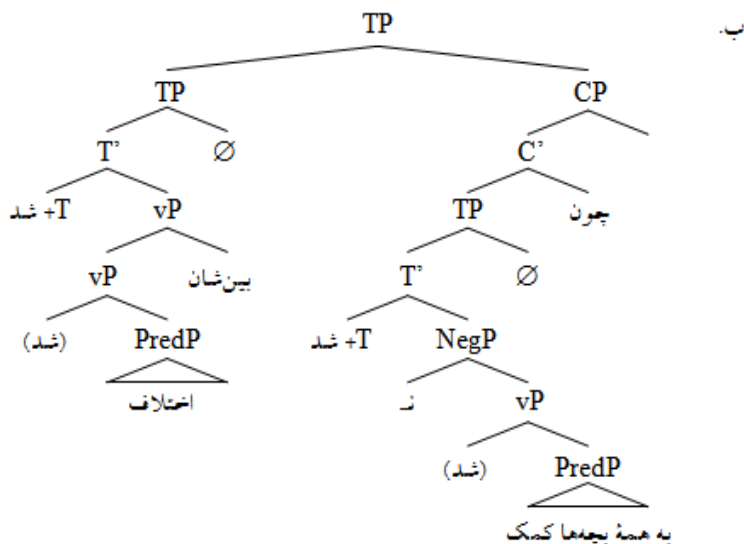 ب.
TP
CP TP
C' ∅ T'
چون TP vP T+ شد
∅ T' بین‌شان vP
NegP T+ شد PredP (شد)
vP نـ اختلاف
PredP (شد)
به همهٔ بچه‌ها کمک